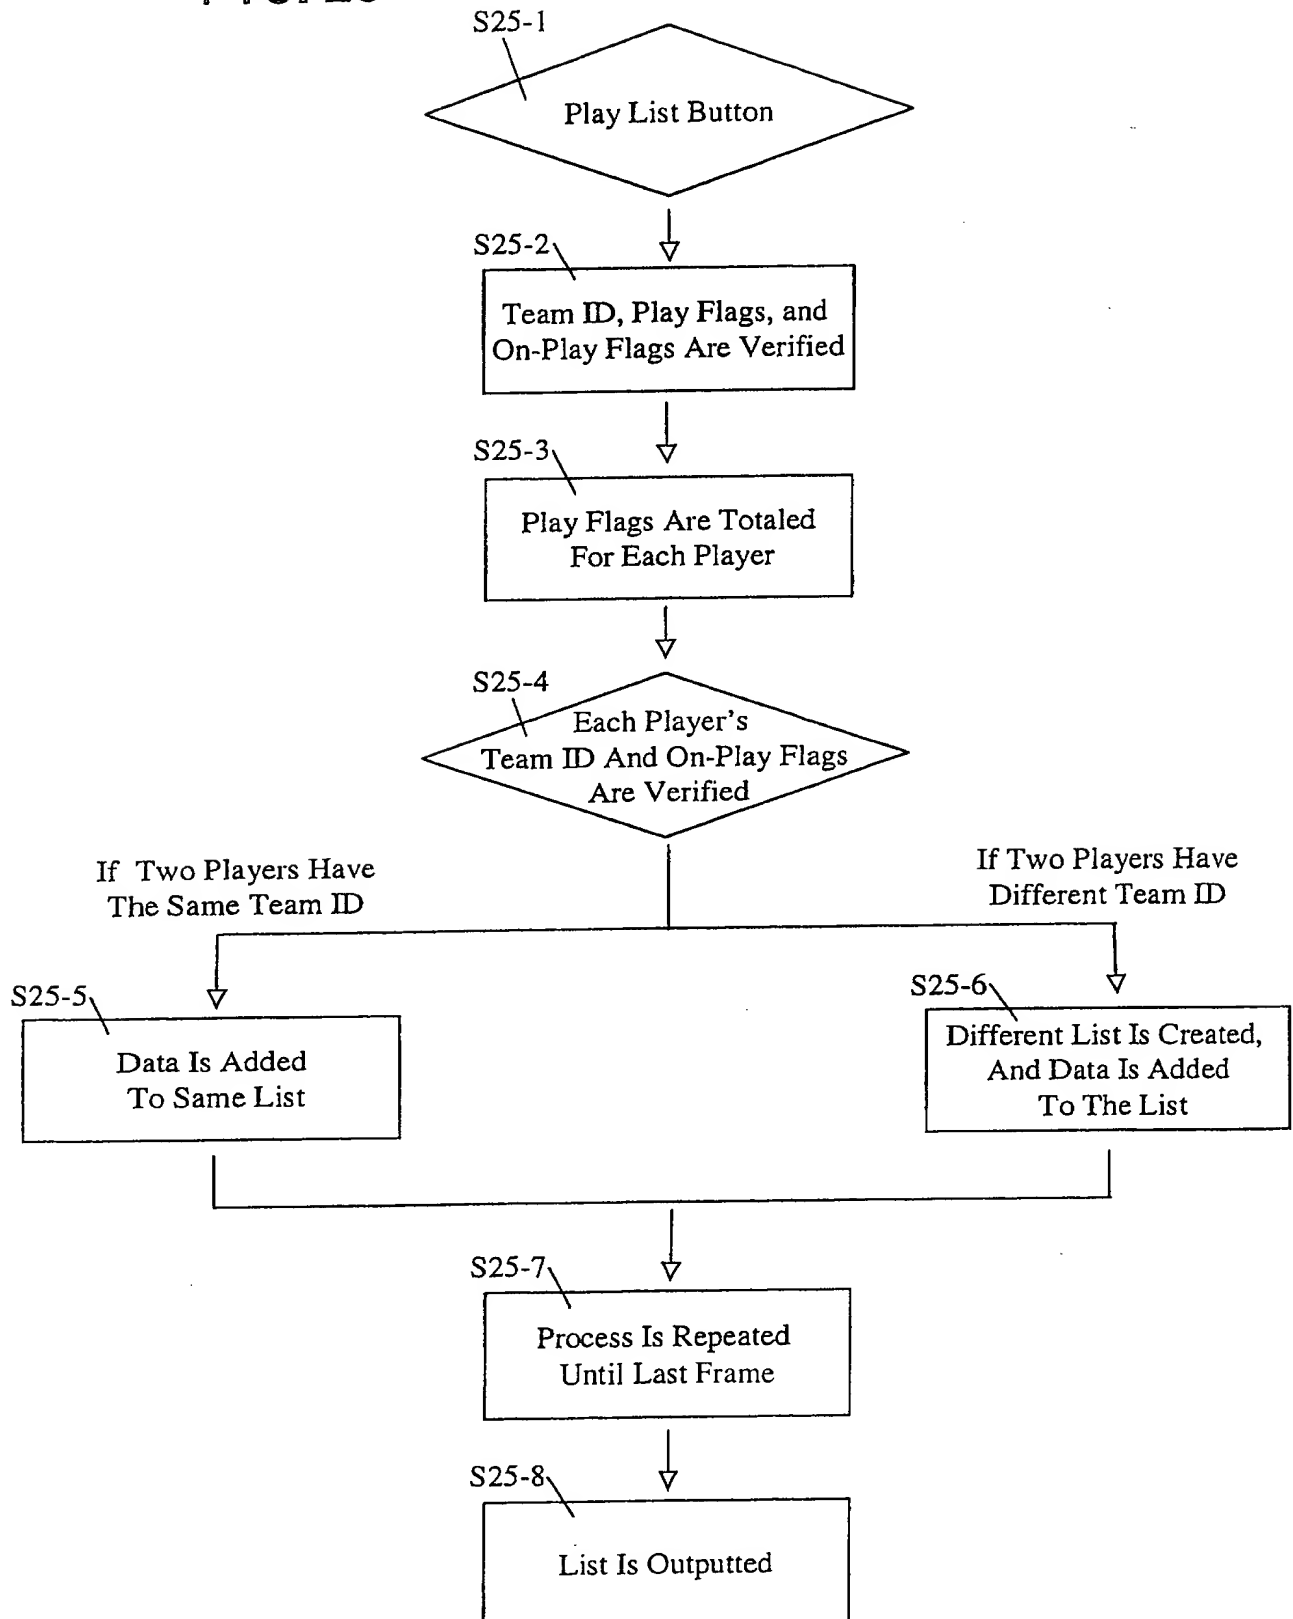 S25-1
Play List Button
S25-2
Team ID, Play Flags, and
On-Play Flags Are Verified
S25-3
Play Flags Are Totaled
For Each Player
S25-4
Each Player's
Team ID And On-Play Flags
Are Verified
If Two Players Have
The Same Team ID
If Two Players Have
Different Team ID
S25-5
Data Is Added
To Same List
S25-6
Different List Is Created,
And Data Is Added
To The List
S25-7
Process Is Repeated
Until Last Frame
S25-8
List Is Outputted